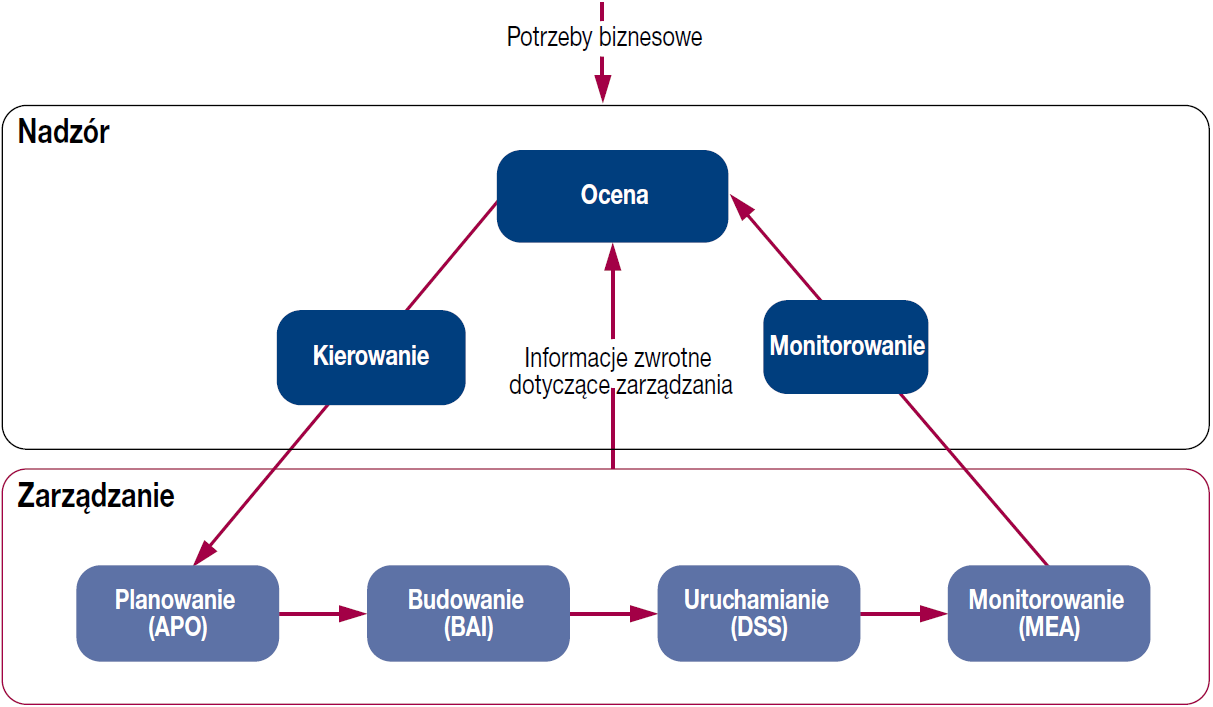 Potrzeby biznesowe
Nadzór
Ocena
Kierowanie
Informacje zwrotne
dotyczące zarządzania
Monitorowanie
Zarządzanie
Planowanie
(APO)
Budowanie
(BAI)
Uruchamianie
(DSS)
Monitorowanie
(MEA)